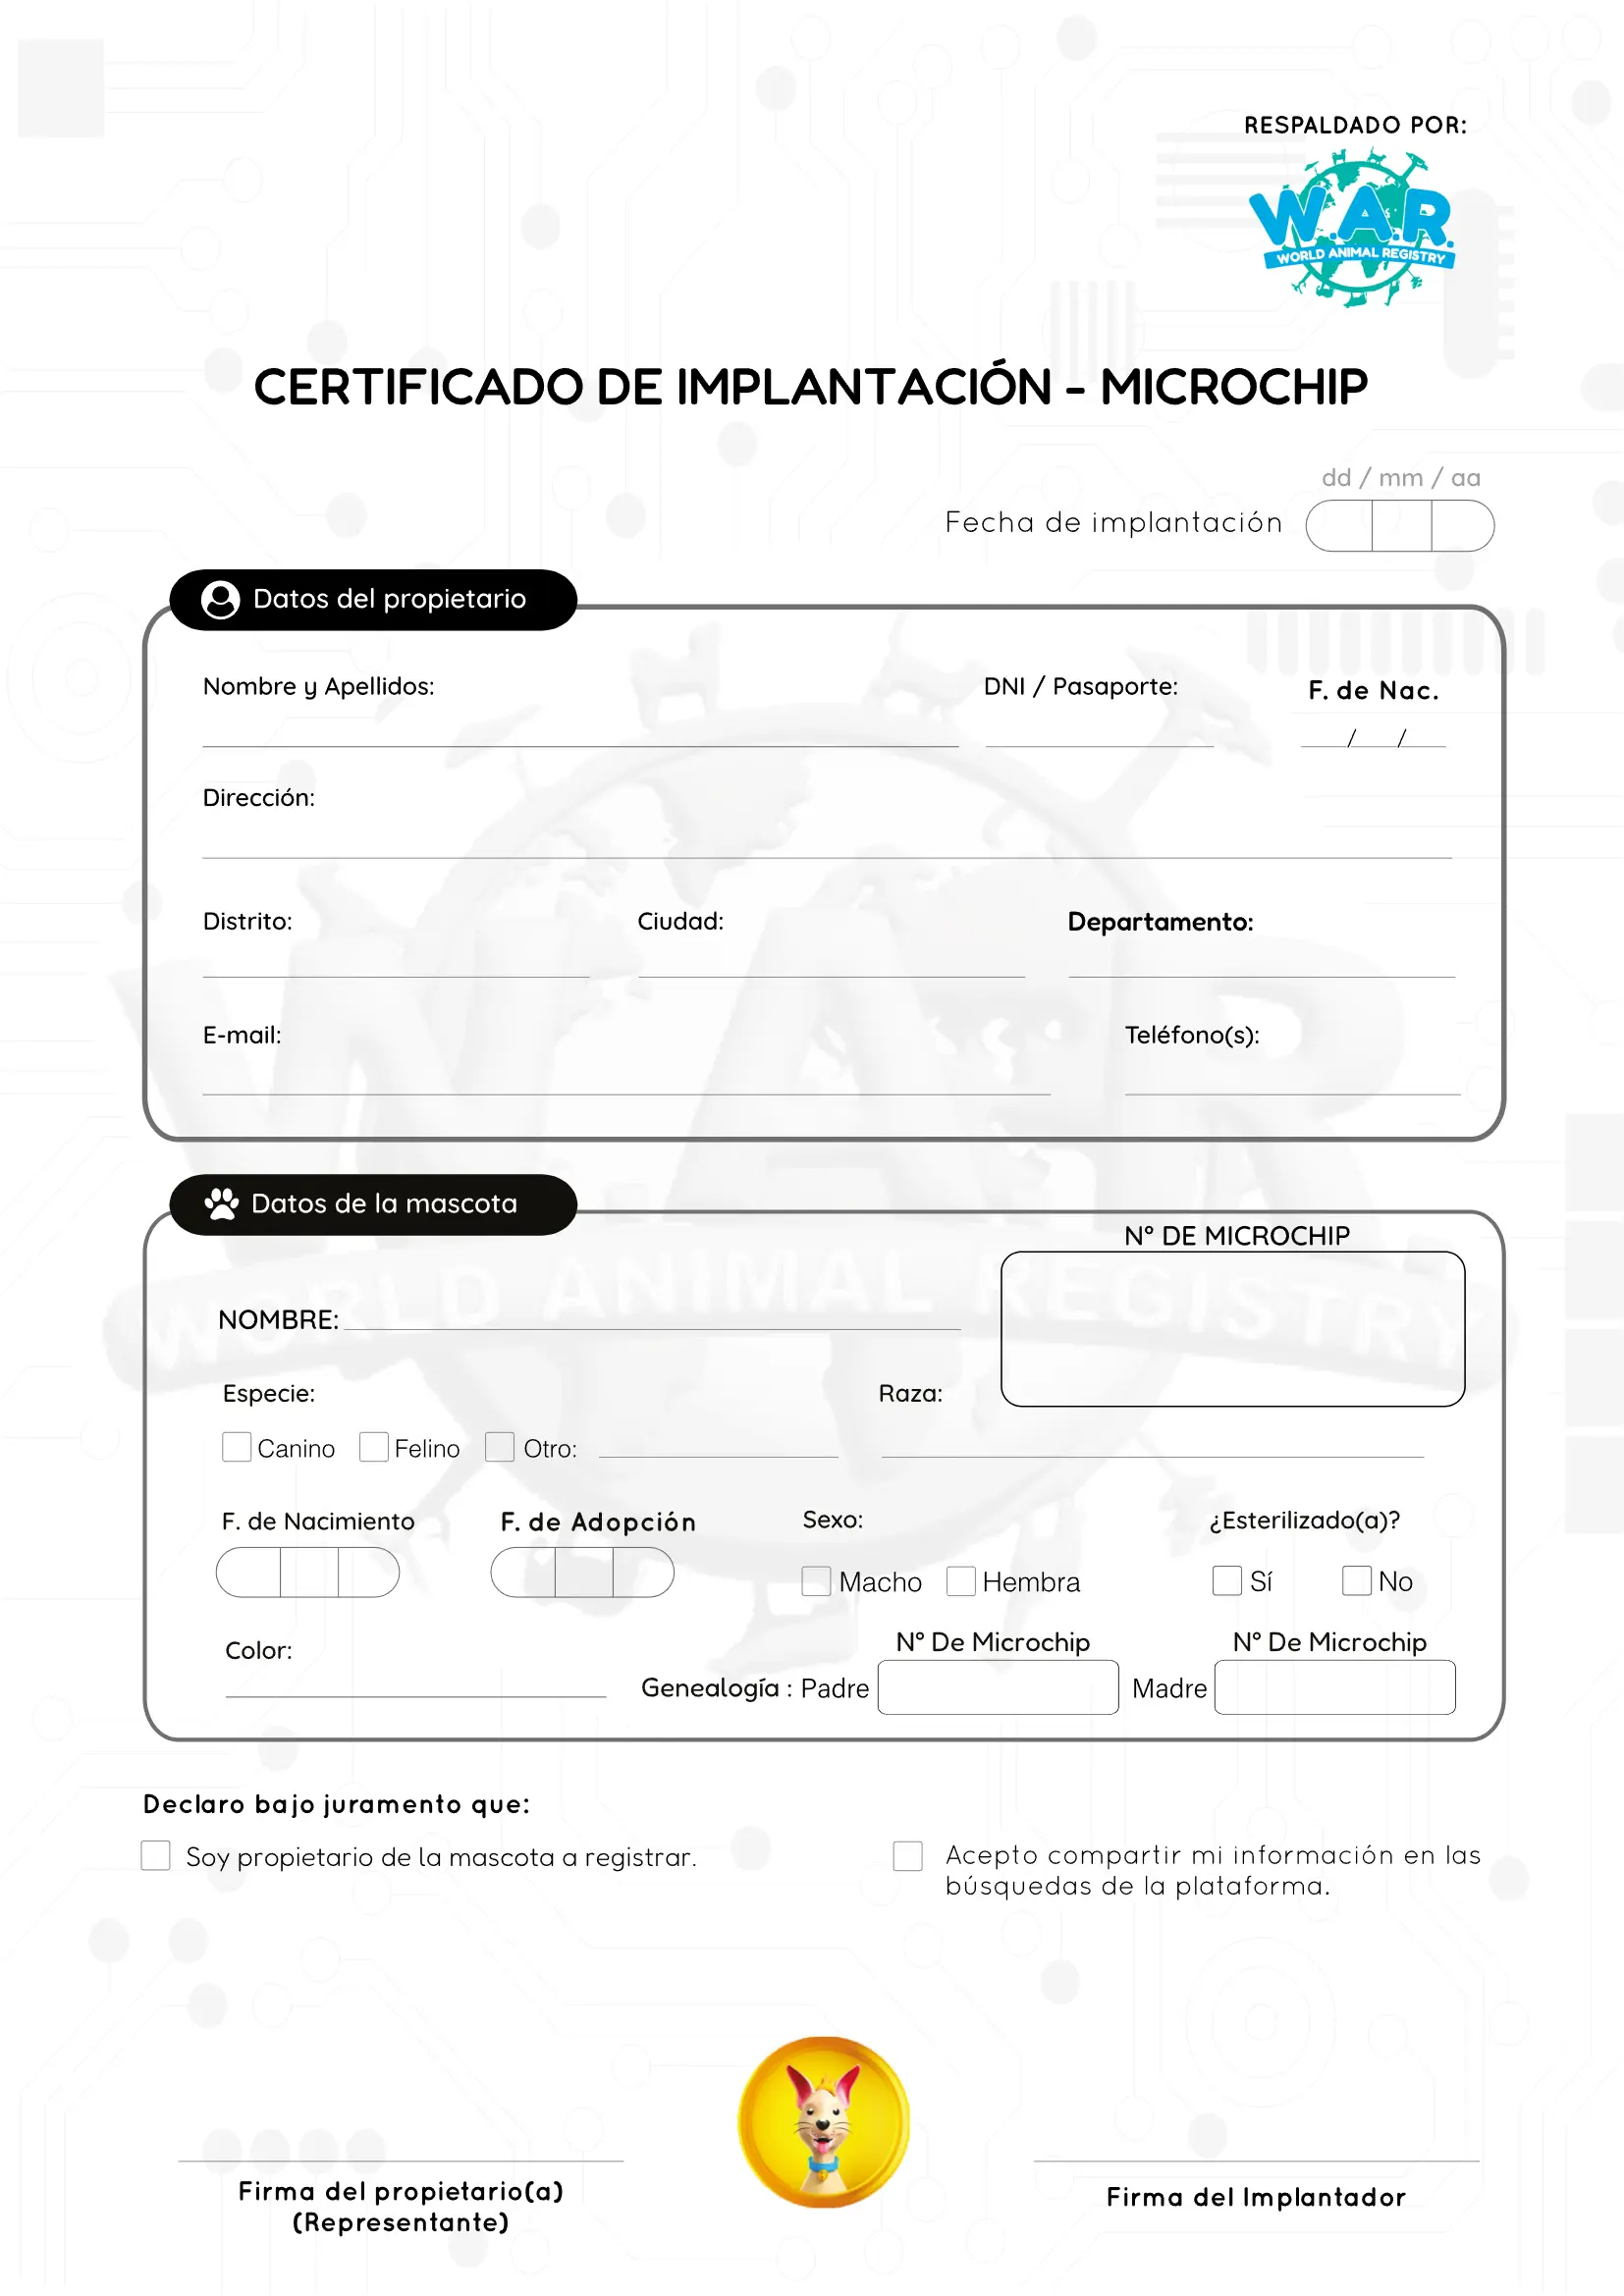 RESPALDADO POR:
W.A.R.
WORLD ANIMAL REGISTRY
CERTIFICADO DE IMPLANTACIÓN - MICROCHIP
dd / mm / aa
Fecha de implantación
Datos del propietario
Nombre y Apellidos:
DNI / Pasaporte:
F. de Nac.
/ /
Dirección:
Distrito:
Ciudad:
Departamento:
E-mail:
Teléfono(s):
Datos de la mascota
N° DE MICROCHIP
NOMBRE:
Especie:
Raza:
Canino Felino Otro:
F. de Nacimiento
F. de Adopción
Sexo:
¿Esterilizado(a)?
Macho Hembra
Sí No
Color:
N° De Microchip
N° De Microchip
Genealogía : Padre
Madre
W.A.R
WORLD ANIMAL REGISTRY
Declaro bajo juramento que:
Soy propietario de la mascota a registrar.
Acepto compartir mi información en las
búsquedas de la plataforma.
Firma del propietario(a)
(Representante)
Firma del Implantador